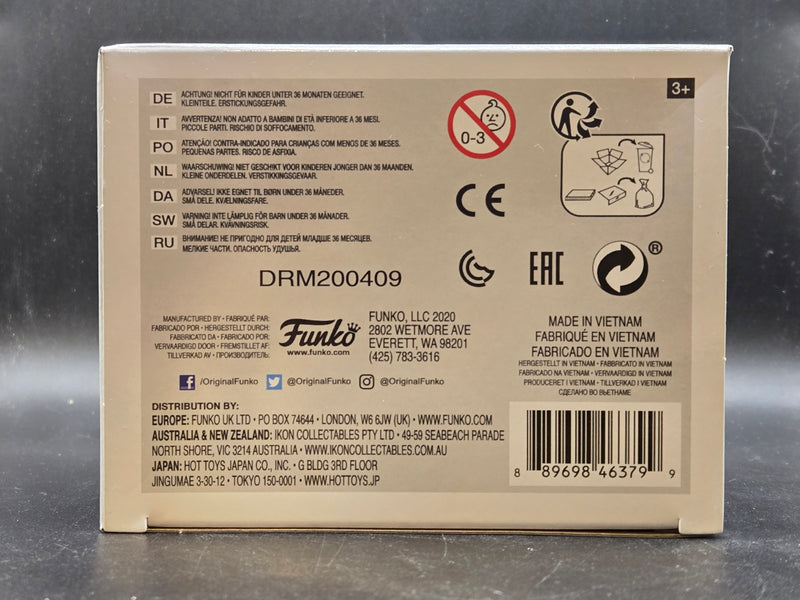 3+
DE ACHTUNG! NICHT FÜR KINDER UNTER 36 MONATEN GEEIGNET.
KLEINTEILE. ERSTICKUNGSGEFAHR.
IT AVVERTENZA! NON ADATTO A BAMBINI DI ETÀ INFERIORE A 36 MESI.
PICCOLE PARTI. RISCHIO DI SOFFOCAMENTO.
PO ATENÇÃO! CONTRA-INDICADO PARA CRIANÇAS COM MENOS DE 36 MESES.
PEQUENAS PARTES. RISCO DE ASFIXIA.
NL WAARSCHUWING! NIET GESCHIKT VOOR KINDEREN JONGER DAN 36 MAANDEN.
KLEINE ONDERDELEN. VERSTIKKINGSGEVAAR.
DA ADVARSEL! IKKE EGNET TIL BØRN UNDER 36 MÅNEDER.
SMÅ DELE. KVÆLNINGSFARE.
SW VARNING! INTE LÄMPLIG FÖR BARN UNDER 36 MÅNADER.
SMÅ DELAR. KVÄVNINGSRISK.
RU ВНИМАНИЕ! НЕ ПРИГОДНО ДЛЯ ДЕТЕЙ МЛАДШЕ 36 МЕСЯЦЕВ.
МЕЛКИЕ ЧАСТИ. ОПАСНОСТЬ УДУШЬЯ.
0-3
CE
EAC
®
DRM200409
MANUFACTURED BY • FABRIQUÉ PAR:
FABRICADO POR • HERGESTELLT DURCH:
FABBRICATO DA • FABRICADO POR:
VERVAARDIGD DOOR • FREMSTILLET AF:
TILLVERKAD AV • ПРОИЗВОДИТЕЛЬ:
Funko
www.funko.com
FUNKO, LLC 2020
2802 WETMORE AVE
EVERETT, WA 98201
(425) 783-3616
/OriginalFunko @OriginalFunko @OriginalFunko
MADE IN VIETNAM
FABRIQUÉ EN VIETNAM
FABRICADO EN VIETNAM
HERGESTELLT IN VIETNAM • FABBRICATO IN VIETNAM
FABRICADO NA VIETNAM • VERVAARDIGD IN VIETNAM
PRODUCERET I VIETNAM • TILLVERKAD I VIETNAM
СДЕЛАНО ВО ВЬЕТНАМЕ
DISTRIBUTION BY:
EUROPE: FUNKO UK LTD • PO BOX 74644 • LONDON, W6 6JW (UK) • WWW.FUNKO.COM
AUSTRALIA & NEW ZEALAND: IKON COLLECTABLES PTY LTD • 49-59 SEABEACH PARADE
NORTH SHORE, VIC 3214 AUSTRALIA • WWW.IKONCOLLECTABLES.COM.AU
JAPAN: HOT TOYS JAPAN CO., INC. • G BLDG 3RD FLOOR
JINGUMAE 3-30-12 • TOKYO 150-0001 • WWW.HOTTOYS.JP
8 89698 46379 9